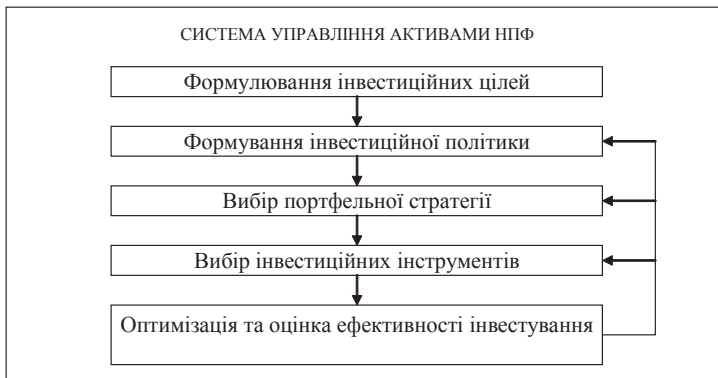 СИСТЕМА УПРАВЛІННЯ АКТИВАМИ НПФ
Формулювання інвестиційних цілей
Формування інвестиційної політики
Вибір портфельної стратегії
Вибір інвестиційних інструментів
Оптимізація та оцінка ефективності інвестування